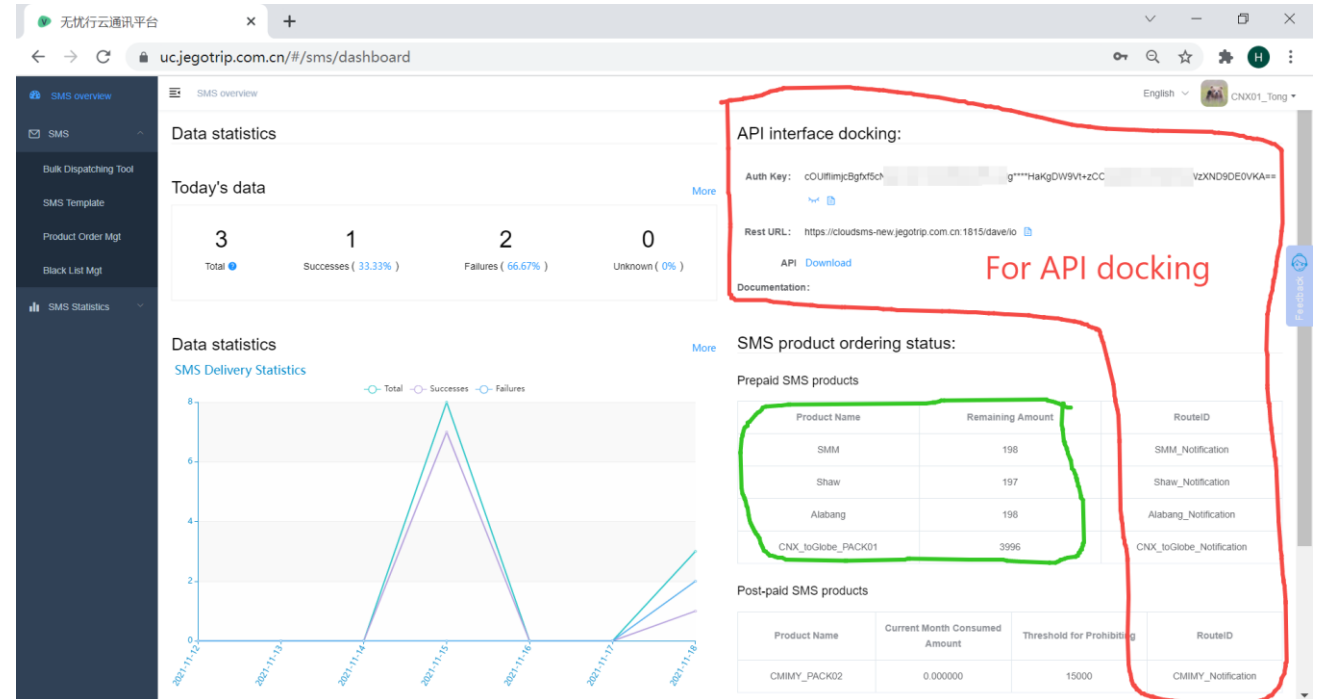 无忧行云通讯平台
uc.jegotrip.com.cn/#/sms/dashboard
H
SMS overview
SMS overview
English
CNX01_Tong
SMS
Bulk Dispatching Tool
SMS Template
Product Order Mgt
Black List Mgt
SMS Statistics
Data statistics
Today's data
More
3
1
2
0
Total
Successes ( 33.33% )
Failures ( 66.67% )
Unknown ( 0% )
Data statistics
More
SMS Delivery Statistics
Total
Successes
Failures
8
6
4
2
0
2021-11-12
2021-11-13
2021-11-14
2021-11-15
2021-11-16
2021-11-17
2021-11-18
API interface docking:
Auth Key:
Rest URL: https://cloudsms-new.jegotrip.com.cn:1815/dave/io
API Download
Documentation:
For API docking
Feedback
SMS product ordering status:
Prepaid SMS products
Product Name Remaining Amount RouteID
SMM 198 SMM_Notification
Shaw 197 Shaw_Notification
Alabang 198 Alabang_Notification
CNX_toGlobe_PACK01 3996 CNX_toGlobe_Notification
Post-paid SMS products
Product Name Current Month Consumed Amount Threshold for Prohibiting RouteID
CMIMY_PACK02 0.000000 15000 CMIMY_Notification